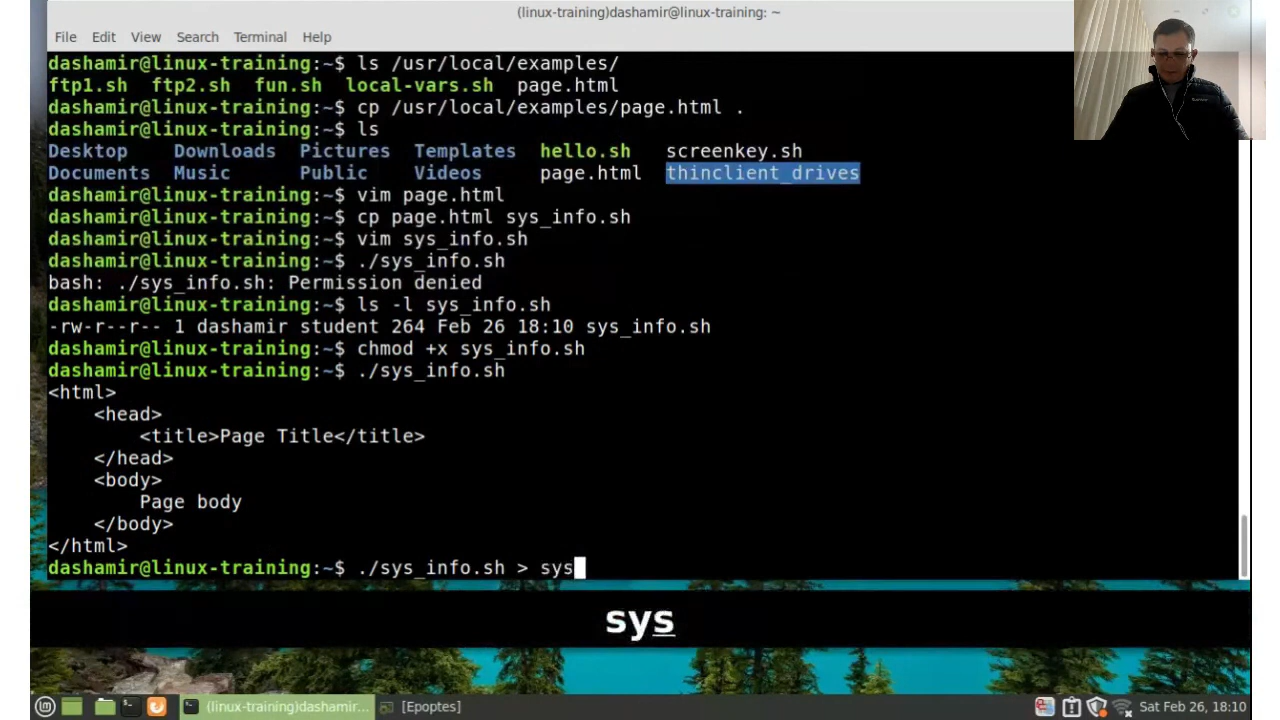 (linux-training)dashamir@linux-training: ~
File Edit View Search Terminal Help
dashamir@linux-training:~$ ls /usr/local/examples/
ftp1.sh ftp2.sh fun.sh local-vars.sh page.html
dashamir@linux-training:~$ cp /usr/local/examples/page.html .
dashamir@linux-training:~$ ls
Desktop Downloads Pictures Templates hello.sh screenkey.sh
Documents Music Public Videos page.html thinclient_drives
dashamir@linux-training:~$ vim page.html
dashamir@linux-training:~$ cp page.html sys_info.sh
dashamir@linux-training:~$ vim sys_info.sh
dashamir@linux-training:~$ ./sys_info.sh
bash: ./sys_info.sh: Permission denied
dashamir@linux-training:~$ ls -l sys_info.sh
-rw-r--r-- 1 dashamir student 264 Feb 26 18:10 sys_info.sh
dashamir@linux-training:~$ chmod +x sys_info.sh
dashamir@linux-training:~$ ./sys_info.sh
<html>
    <head>
        <title>Page Title</title>
    </head>
    <body>
        Page body
    </body>
</html>
dashamir@linux-training:~$ ./sys_info.sh > sys
sys
(linux-training)dashamir... [Epoptes] Sat Feb 26, 18:10